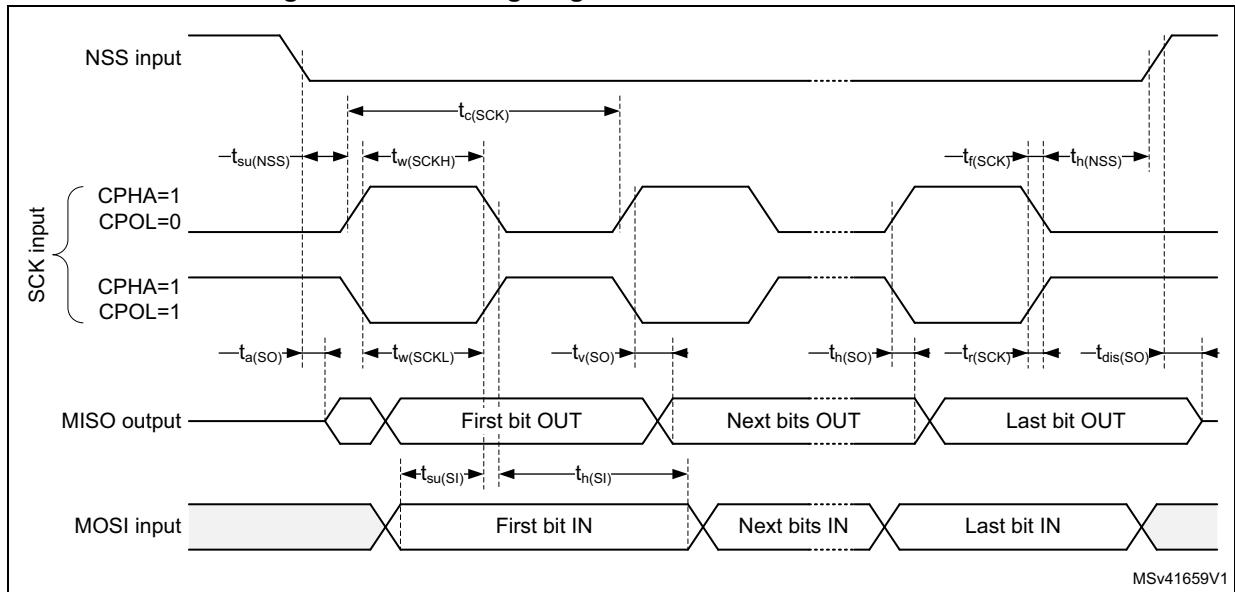 NSS input
tc(SCK)
tsu(NSS)
tw(SCKH)
tf(SCK)
th(NSS)
SCK input
CPHA=1
CPOL=0
CPHA=1
CPOL=1
ta(SO)
tw(SCKL)
tv(SO)
th(SO)
tr(SCK)
tdis(SO)
MISO output
First bit OUT
Next bits OUT
Last bit OUT
tsu(SI)
th(SI)
MOSI input
First bit IN
Next bits IN
Last bit IN
MSv41659V1